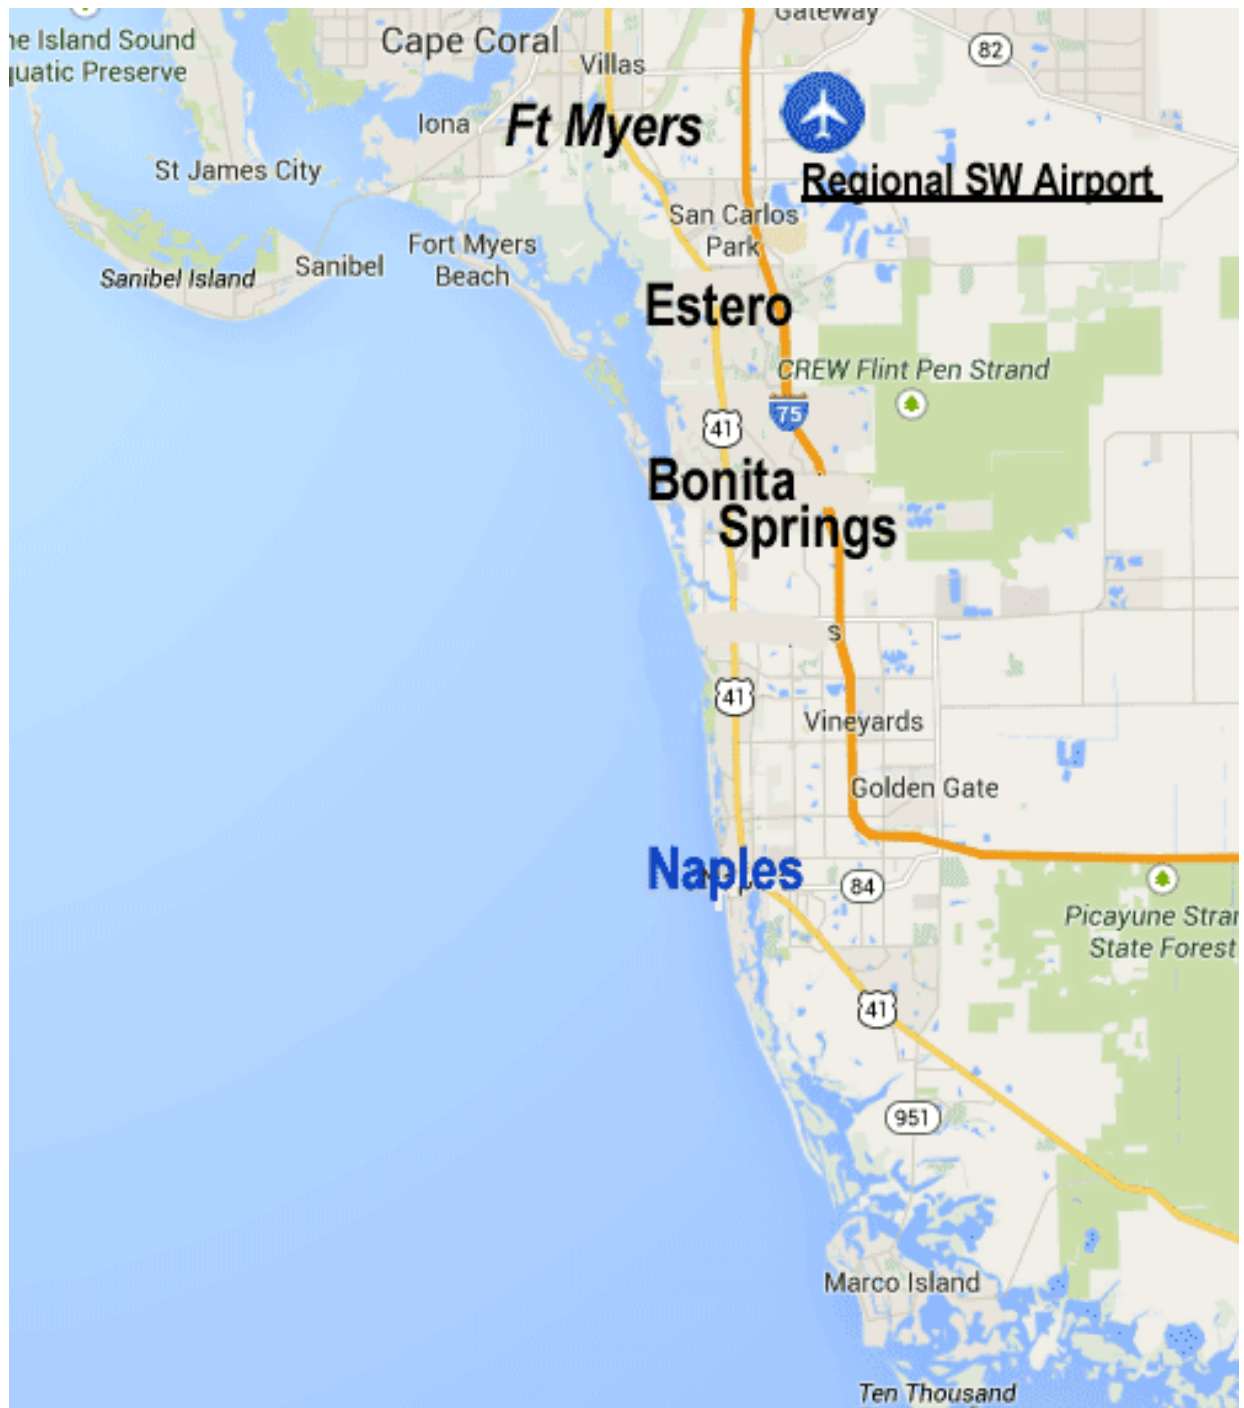 Gateway
ne Island Sound
quatic Preserve
Cape Coral
Villas
82
Iona
Ft Myers
St James City
Regional SW Airport
San Carlos
Park
Fort Myers
Beach
Sanibel
Sanibel Island
Estero
CREW Flint Pen Strand
75
41
Bonita
Springs
S
41
Vineyards
Golden Gate
Naples
84
Picayune Stran
State Forest
41
951
Marco Island
Ten Thousand